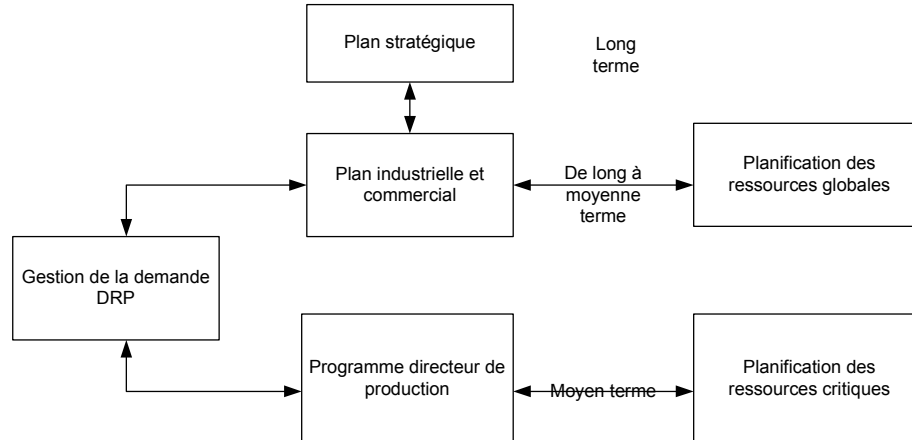 Plan stratégique
Long
terme
Plan industrielle et
commercial
De long à
moyenne
terme
Planification des
ressources globales
Gestion de la demande
DRP
Programme directeur de
production
Moyen terme
Planification des
ressources critiques